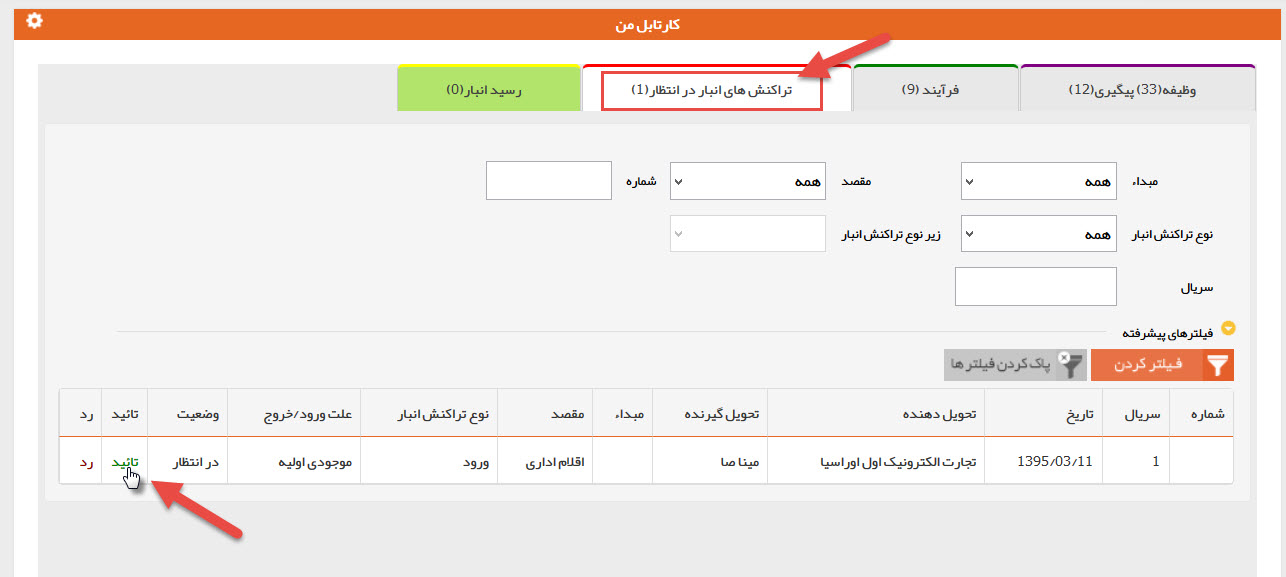 کارتابل من
وظیفه(33) پیگیری(12) فرآیند (9) تراکنش های انبار در انتظار(1) رسید انبار(0)
مبداء همه مقصد همه شماره
نوع تراکنش انبار همه زیر نوع تراکنش انبار
سریال
فیلترهای پیشرفته
فیلتر کردن پاک کردن فیلتر ها
شماره سریال تاریخ تحویل دهنده تحویل گیرنده مبداء مقصد نوع تراکنش انبار علت ورود/خروج وضعیت تائید رد
1 1395/03/11 تجارت الکترونیک اول اوراسیا مینا صا اقلام اداری ورود موجودی اولیه در انتظار تائید رد